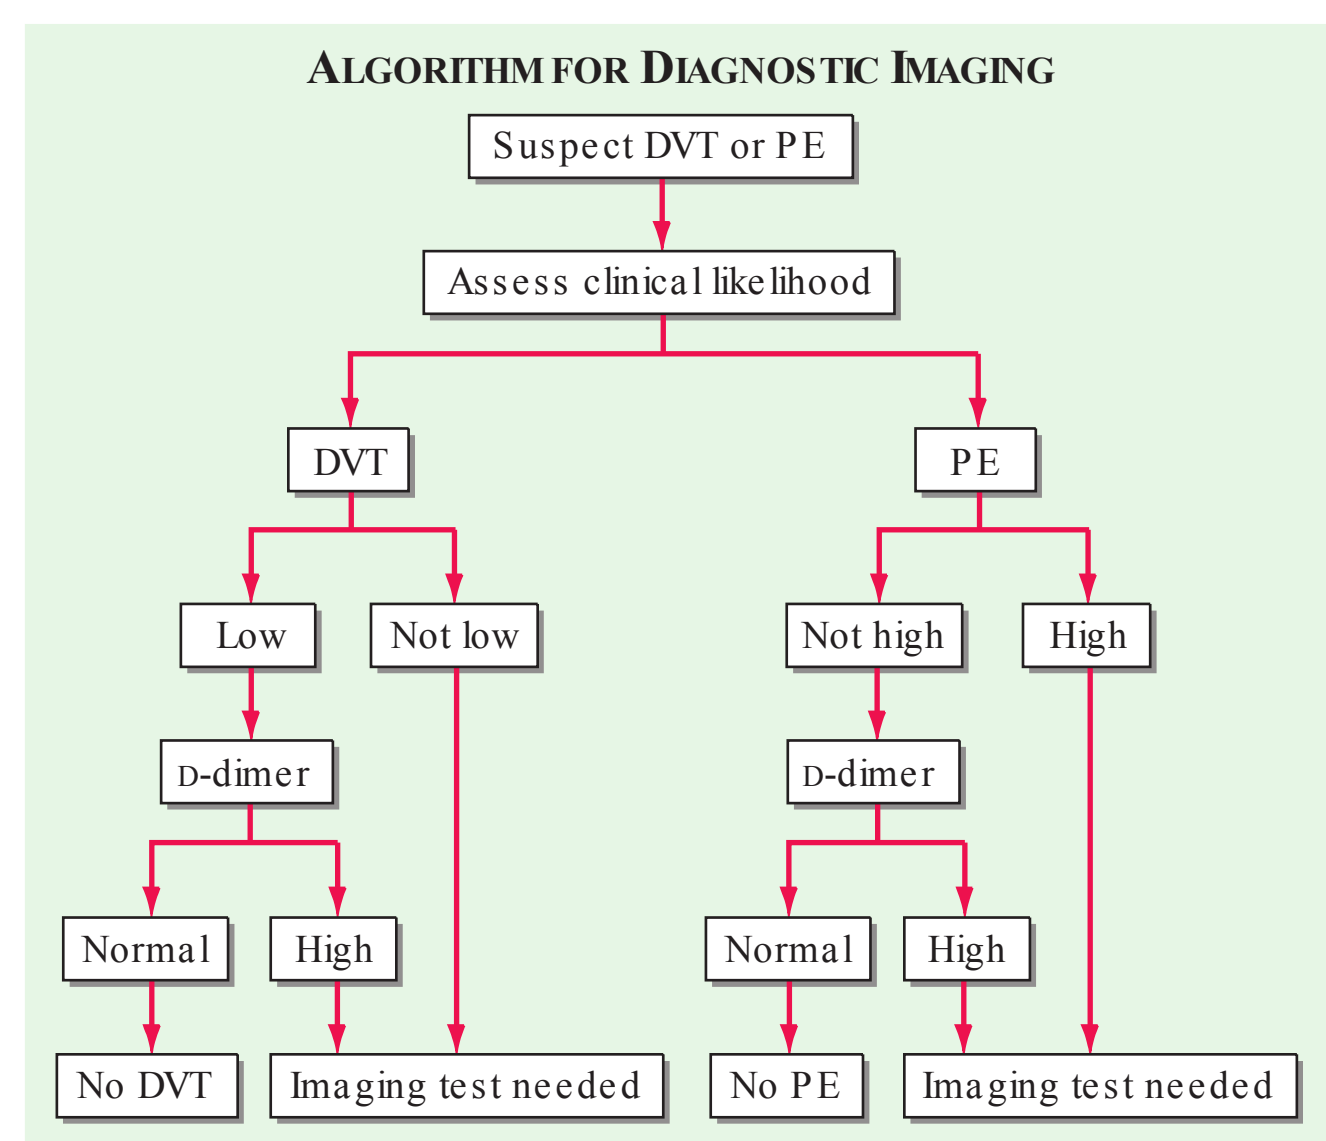 ALGORITHM FOR DIAGNOSTIC IMAGING
Suspect DVT or PE
Assess clinical likelihood
DVT
PE
Low
Not low
Not high
High
D-dimer
D-dimer
Normal
High
Normal
High
No DVT
Imaging test needed
No PE
Imaging test needed